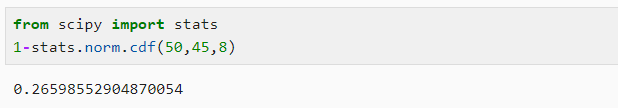 from scipy import stats
1-stats.norm.cdf(50,45,8)
0.26598552904870054